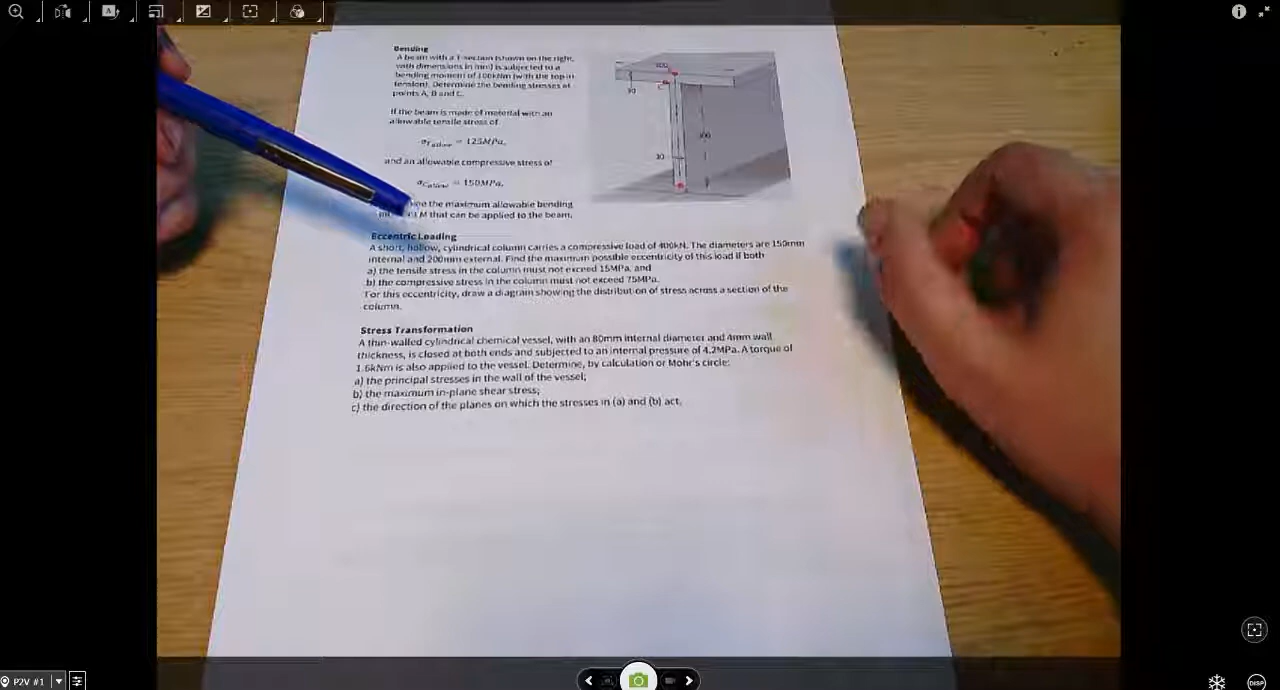 Bending
A beam with a T-section (shown on the right,
with dimensions in mm) is subjected to a
bending moment of 100kNm (with the top in
tension). Determine the bending stresses at
points A, B and C.
If the beam is made of material with an
allowable tensile stress of
= 125MPa,
and an allowable compressive stress of
= 150MPa,
the maximum allowable bending
M that can be applied to the beam.
Eccentric Loading
A short, hollow, cylindrical column carries a compressive load of 400kN. The diameters are 150mm
internal and 200mm external. Find the maximum possible eccentricity of this load if both
a) the tensile stress in the column must not exceed 15MPa, and
b) the compressive stress in the column must not exceed 75MPa.
For this eccentricity, draw a diagram showing the distribution of stress across a section of the
column.
Stress Transformation
A thin-walled cylindrical chemical vessel, with an 80mm internal diameter and 4mm wall
thickness, is closed at both ends and subjected to an internal pressure of 4.2MPa. A torque of
1.6kNm is also applied to the vessel. Determine, by calculation or Mohr's circle:
a) the principal stresses in the wall of the vessel;
b) the maximum in-plane shear stress;
c) the direction of the planes on which the stresses in (a) and (b) act.
P2V #1
DISP